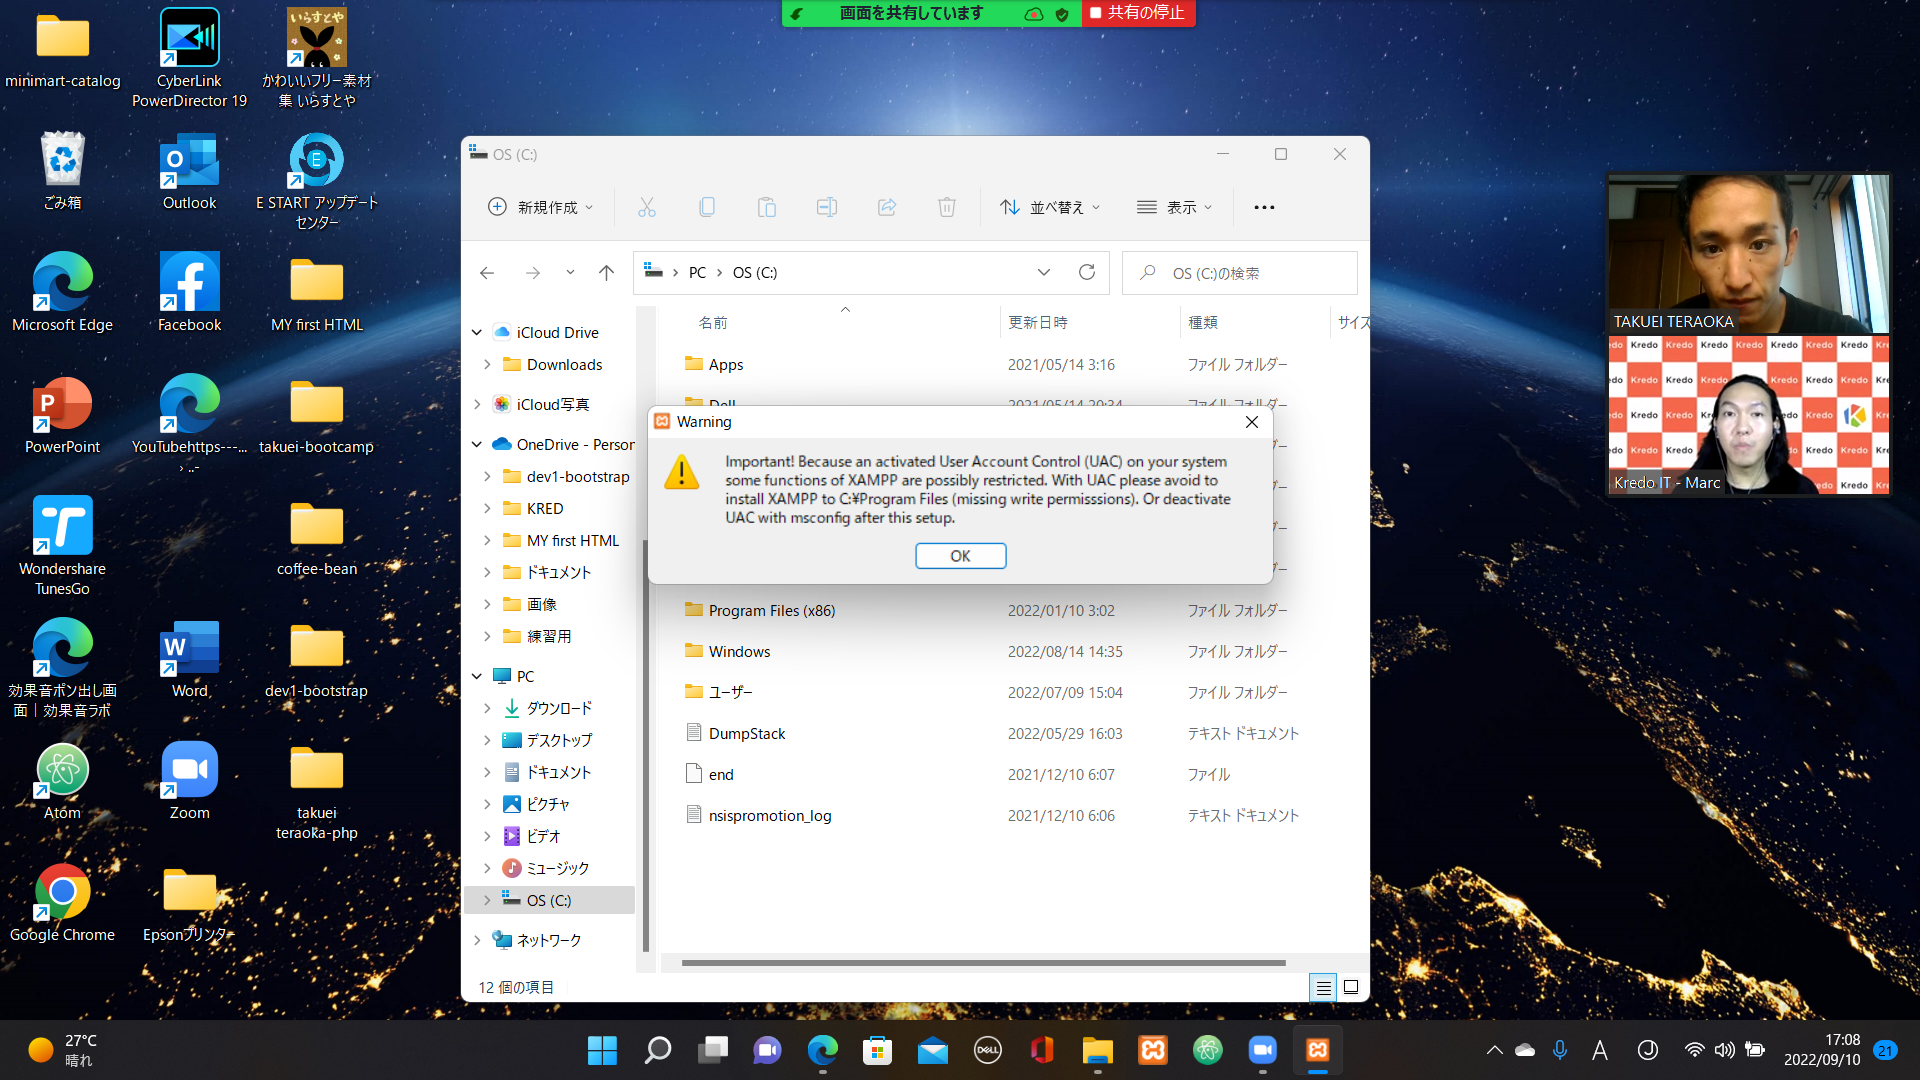 画面を共有しています
共有の停止
minimart-catalog
CyberLink
PowerDirector 19
いらすとや
かわいいフリー素材
集 いらすとや
ごみ箱
Outlook
E START アップデート
センター
Microsoft Edge
Facebook
MY first HTML
PowerPoint
YouTubehttps---...
› ..-
takuei-bootcamp
Wondershare
TunesGo
coffee-bean
効果音ポン出し画
面｜効果音ラボ
Word
dev1-bootstrap
Atom
Zoom
takuei
teraoka-php
Google Chrome
Epsonプリンター
OS (C:)
新規作成
並べ替え
表示
PC
OS (C:)
OS (C:)の検索
iCloud Drive
Downloads
iCloud写真
OneDrive - Person
dev1-bootstrap
KRED
MY first HTML
ドキュメント
画像
練習用
PC
ダウンロード
デスクトップ
ドキュメント
ピクチャ
ビデオ
ミュージック
OS (C:)
ネットワーク
名前
更新日時
種類
サイズ
Apps
2021/05/14 3:16
ファイル フォルダー
Dell
2021/05/14 20:34
ファイル フォルダー
Program Files (x86)
2022/01/10 3:02
ファイル フォルダー
Windows
2022/08/14 14:35
ファイル フォルダー
ユーザー
2022/07/09 15:04
ファイル フォルダー
DumpStack
2022/05/29 16:03
テキスト ドキュメント
end
2021/12/10 6:07
ファイル
nsispromotion_log
2021/12/10 6:06
テキスト ドキュメント
12 個の項目
Warning
Important! Because an activated User Account Control (UAC) on your system
some functions of XAMPP are possibly restricted. With UAC please avoid to
install XAMPP to C:¥Program Files (missing write permisssions). Or deactivate
UAC with msconfig after this setup.
OK
TAKUEI TERAOKA
Kredo Kredo Kredo Kredo Kredo Kredo Kredo
Kredo IT - Marc
27°C
晴れ
DELL
A
17:08
2022/09/10
21